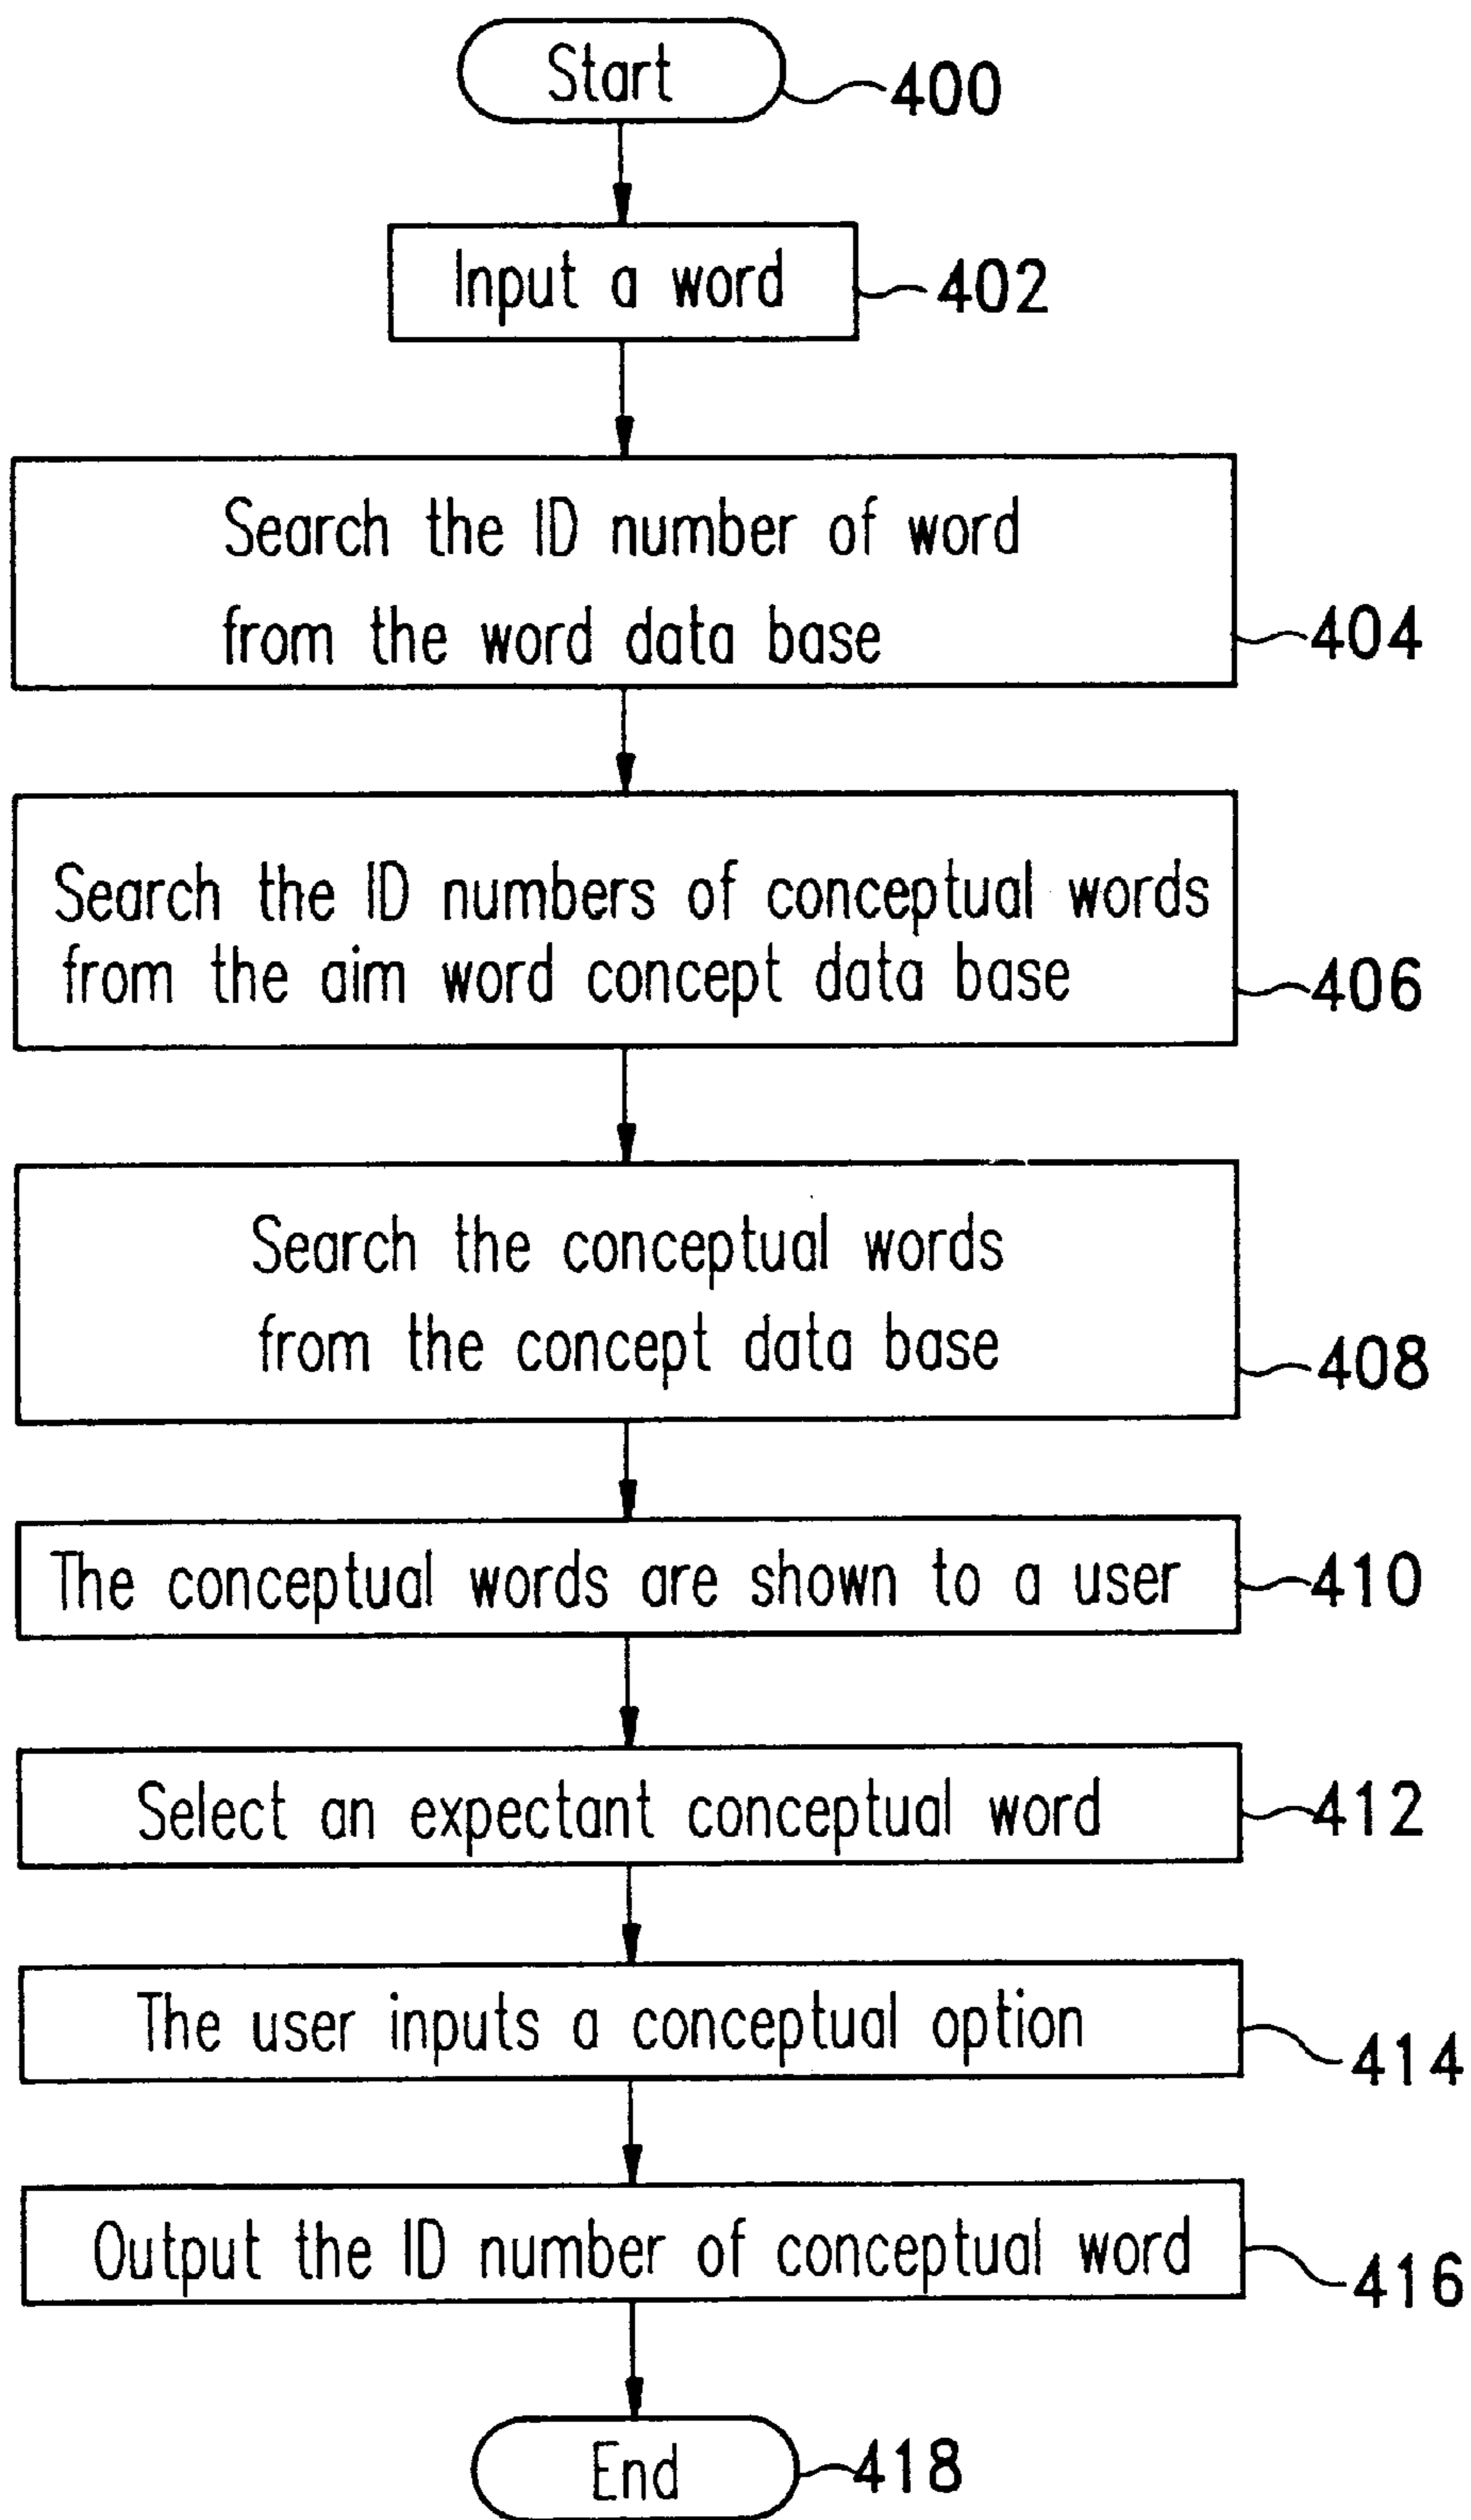 Start
400
Input a word
402
Search the ID number of word
from the word data base
404
Search the ID numbers of conceptual words
from the aim word concept data base
406
Search the conceptual words
from the concept data base
408
The conceptual words are shown to a user
410
Select an expectant conceptual word
412
The user inputs a conceptual option
414
Output the ID number of conceptual word
416
End
418